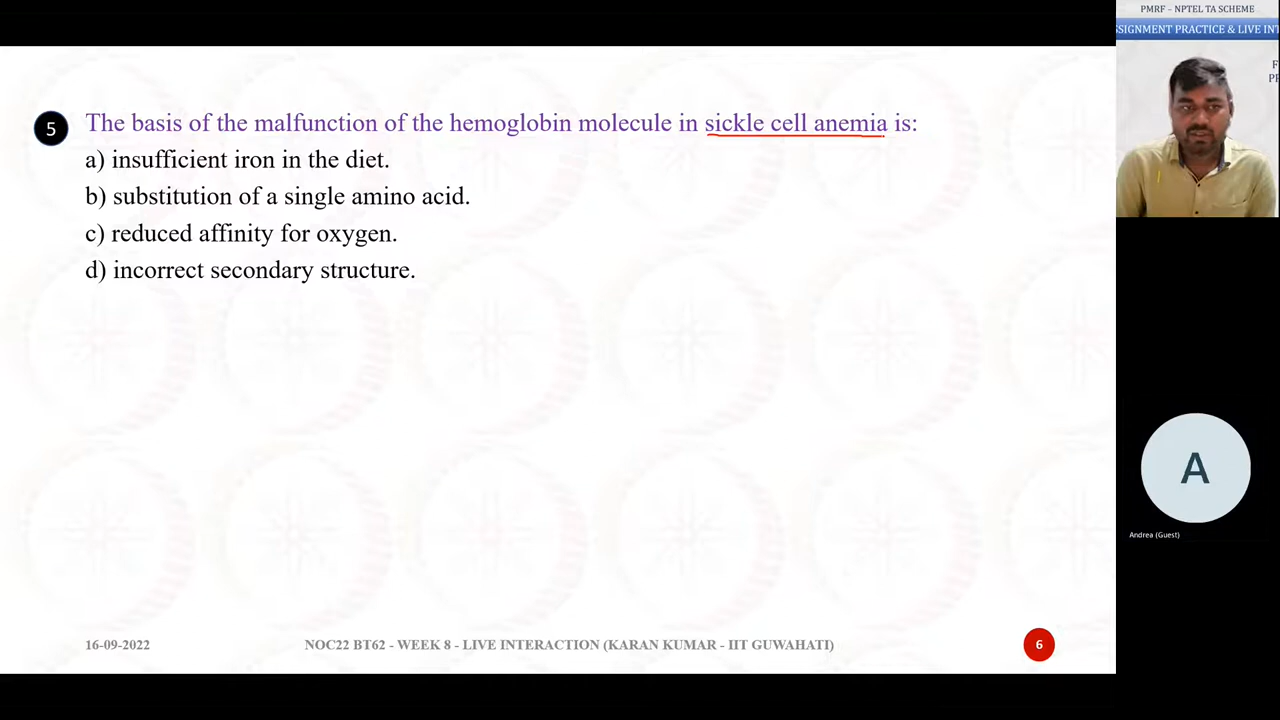 PMRF – NPTEL TA SCHEME
SSIGNMENT PRACTICE & LIVE INT
F
PF
5 The basis of the malfunction of the hemoglobin molecule in sickle cell anemia is:
a) insufficient iron in the diet.
b) substitution of a single amino acid.
c) reduced affinity for oxygen.
d) incorrect secondary structure.
A
Andrea (Guest)
16-09-2022 NOC22 BT62 - WEEK 8 - LIVE INTERACTION (KARAN KUMAR - IIT GUWAHATI) 6